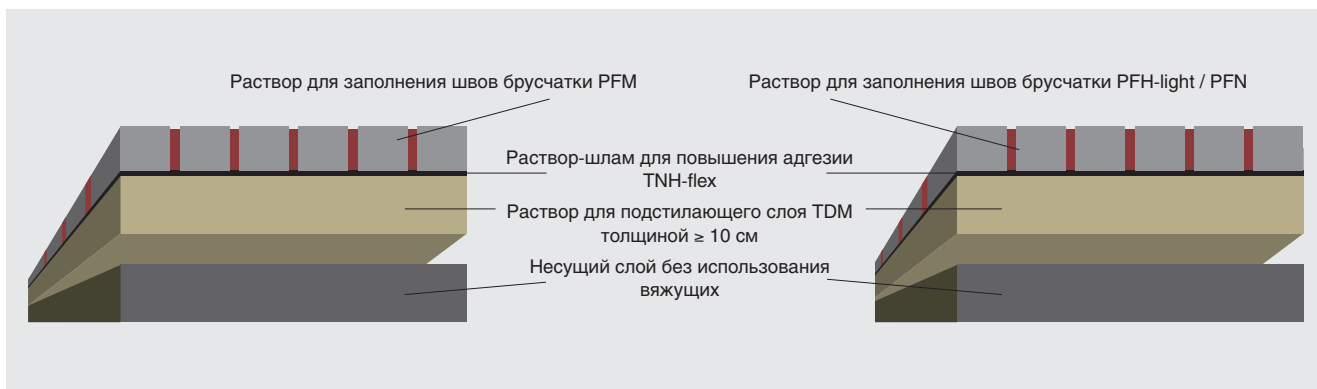 Раствор для заполнения швов брусчатки PFM
Раствор для заполнения швов брусчатки PFH-light / PFN
Раствор-шлам для повышения адгезии
TNH-flex
Раствор для подстилающего слоя TDM
толщиной ≥ 10 см
Несущий слой без использования
вяжущих